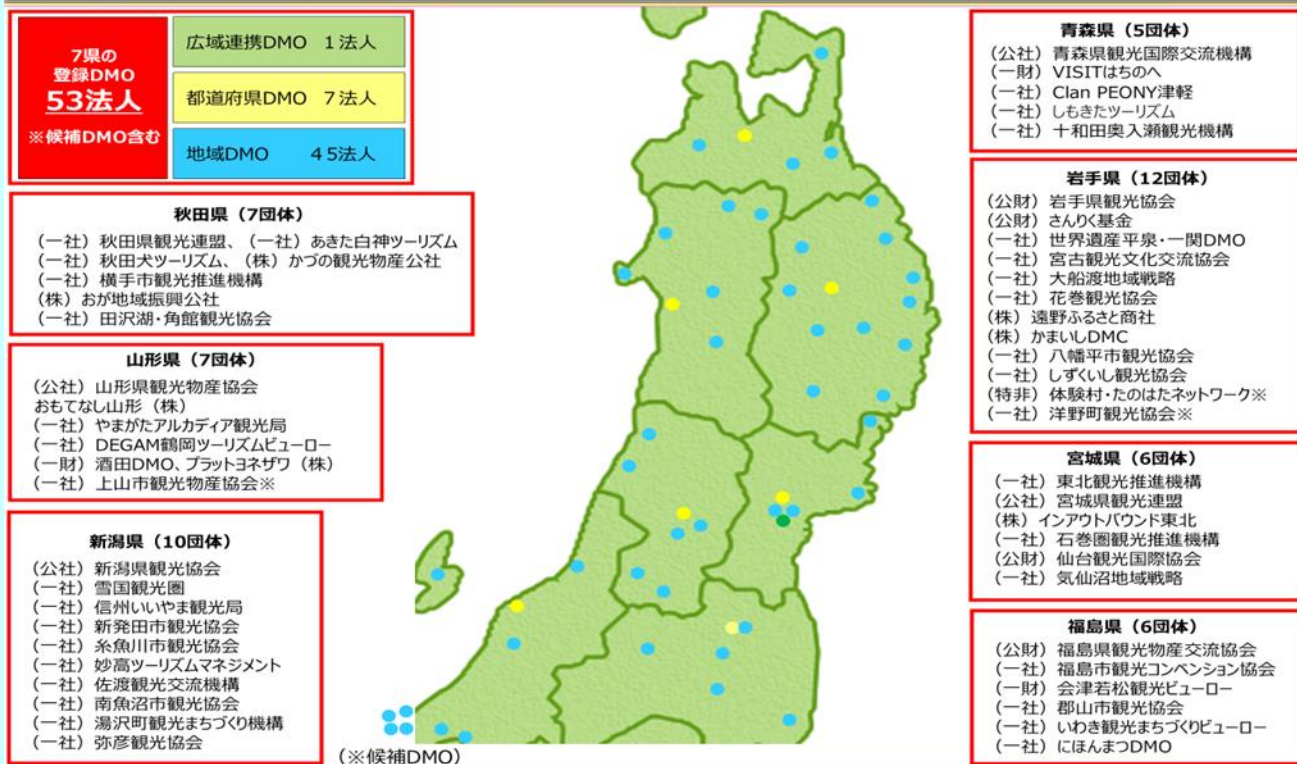 7県の
登録DMO
53法人
※候補DMO含む
広域連携DMO 1法人
都道府県DMO 7法人
地域DMO 45法人
秋田県（7団体）
（一社）秋田県観光連盟、（一社）あきた白神ツーリズム
（一社）秋田犬ツーリズム、（株）かづの観光物産公社
（一社）横手市観光推進機構
（株）おが地域振興公社
（一社）田沢湖・角館観光協会
山形県（7団体）
（公社）山形県観光物産協会
おもてなし山形（株）
（一社）やまがたアルカディア観光局
（一社）DEGAM鶴岡ツーリズムビューロー
（一財）酒田DMO、プラットヨネザワ（株）
（一社）上山市観光物産協会※
新潟県（10団体）
（公社）新潟県観光協会
（一社）雪国観光圏
（一社）信州いいやま観光局
（一社）新発田市観光協会
（一社）糸魚川市観光協会
（一社）妙高ツーリズムマネジメント
（一社）佐渡観光交流機構
（一社）南魚沼市観光協会
（一社）湯沢町観光まちづくり機構
（一社）弥彦観光協会
（※候補DMO）
青森県（5団体）
（公社）青森県観光国際交流機構
（一財）VISITはちのへ
（一社）Clan PEONY津軽
（一社）しもきたツーリズム
（一社）十和田奥入瀬観光機構
岩手県（12団体）
（公財）岩手県観光協会
（公財）さんりく基金
（一社）世界遺産平泉・一関DMO
（一社）宮古観光文化交流協会
（一社）大船渡地域戦略
（一社）花巻観光協会
（株）遠野ふるさと商社
（株）かまいしDMC
（一社）八幡平市観光協会
（一社）しずくいし観光協会
（特非）体験村・たのはたネットワーク※
（一社）洋野町観光協会※
宮城県（6団体）
（一社）東北観光推進機構
（公社）宮城県観光連盟
（株）インアウトバウンド東北
（一社）石巻圏観光推進機構
（公財）仙台観光国際協会
（一社）気仙沼地域戦略
福島県（6団体）
（公財）福島県観光物産交流協会
（一社）福島市観光コンベンション協会
（一財）会津若松観光ビューロー
（一社）郡山市観光協会
（一社）いわき観光まちづくりビューロー
（一社）にほんまつDMO